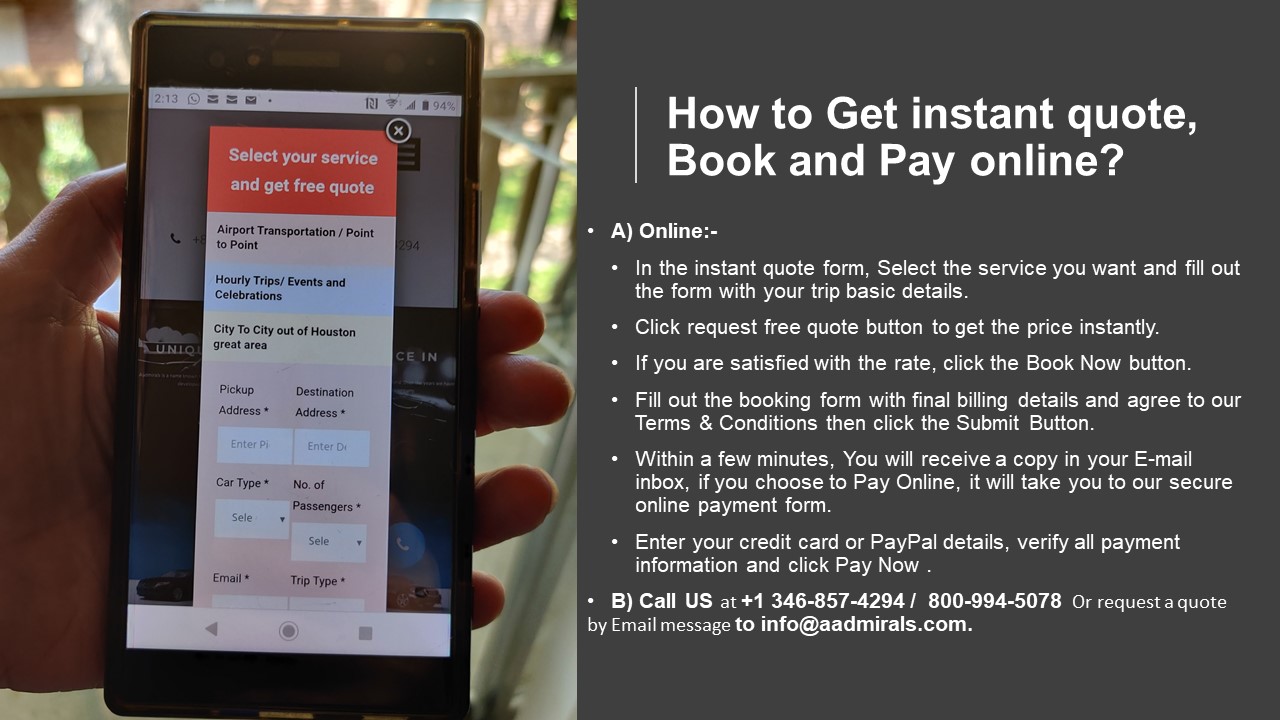 2:13
94%
Select your service
and get free quote
Airport Transportation / Point
to Point
Hourly Trips/ Events and
Celebrations
City To City out of Houston
great area
UNIQU
CE IN
Pickup
Address *
Destination
Address *
Enter Pi
Enter De
Car Type *
No. of
Passengers *
Sele
Sele
Email *
Trip Type *
How to Get instant quote,
Book and Pay online?
• A) Online:-
• In the instant quote form, Select the service you want and fill out
the form with your trip basic details.
• Click request free quote button to get the price instantly.
• If you are satisfied with the rate, click the Book Now button.
• Fill out the booking form with final billing details and agree to our
Terms & Conditions then click the Submit Button.
• Within a few minutes, You will receive a copy in your E-mail
inbox, if you choose to Pay Online, it will take you to our secure
online payment form.
• Enter your credit card or PayPal details, verify all payment
information and click Pay Now .
• B) Call US at +1 346-857-4294 / 800-994-5078 Or request a quote
by Email message to info@aadmirals.com.